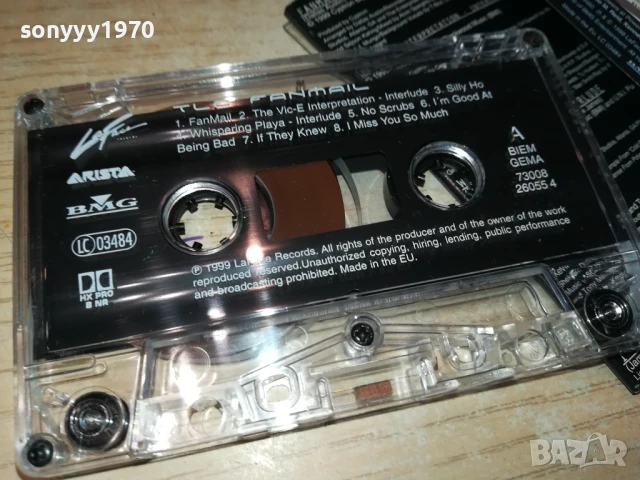 sonyyy1970
TLC FANMAIL
1. FanMail 2. The Vic-E Interpretation - Interlude 3. Silly Ho
4. Whispering Playa - Interlude 5. No Scrubs 6. I'm Good At
Being Bad 7. If They Knew 8. I Miss You So Much
LaFace
ARISTA
BMG
LC 03484
DOLBY
HX PRO
B NR
A
BIEM
GEMA
73008
26055 4
℗ 1999 LaFace Records. All rights of the producer and of the owner of the work
reproduced reserved. Unauthorized copying, hiring, lending, public performance
and broadcasting prohibited. Made in the EU.
BAZAR